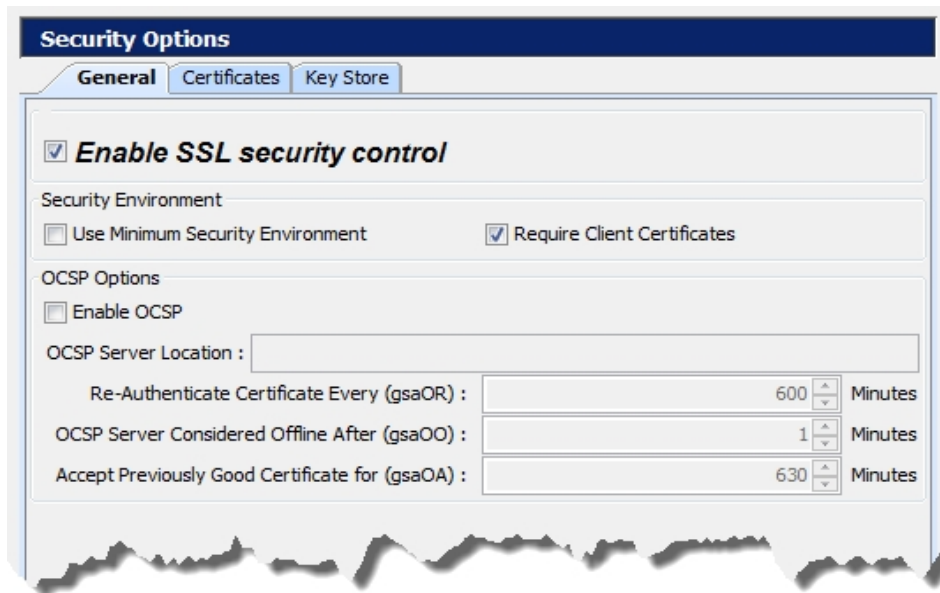 Security Options
General Certificates Key Store
Enable SSL security control
Security Environment
Use Minimum Security Environment Require Client Certificates
OCSP Options
Enable OCSP
OCSP Server Location :
Re-Authenticate Certificate Every (gsaOR) : 600 Minutes
OCSP Server Considered Offline After (gsaOO) : 1 Minutes
Accept Previously Good Certificate for (gsaOA) : 630 Minutes